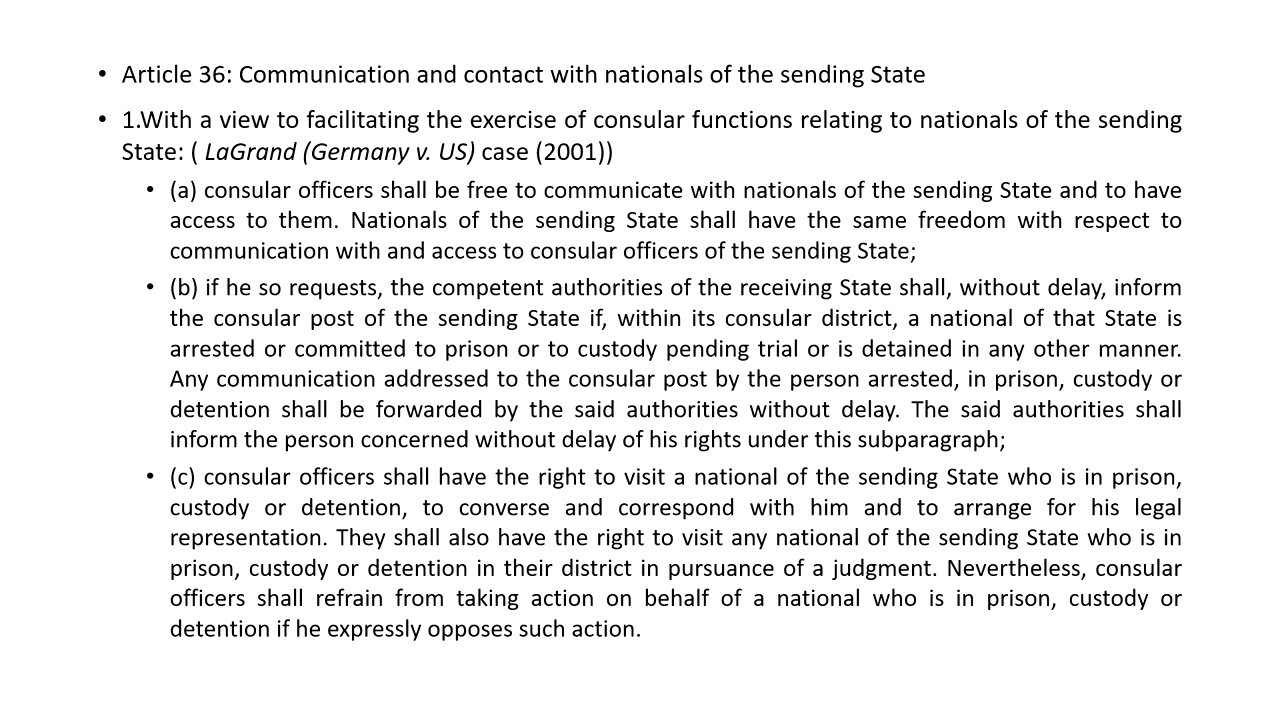 • Article 36: Communication and contact with nationals of the sending State
• 1.With a view to facilitating the exercise of consular functions relating to nationals of the sending
State: ( LaGrand (Germany v. US) case (2001))
• (a) consular officers shall be free to communicate with nationals of the sending State and to have
access to them. Nationals of the sending State shall have the same freedom with respect to
communication with and access to consular officers of the sending State;
• (b) if he so requests, the competent authorities of the receiving State shall, without delay, inform
the consular post of the sending State if, within its consular district, a national of that State is
arrested or committed to prison or to custody pending trial or is detained in any other manner.
Any communication addressed to the consular post by the person arrested, in prison, custody or
detention shall be forwarded by the said authorities without delay. The said authorities shall
inform the person concerned without delay of his rights under this subparagraph;
• (c) consular officers shall have the right to visit a national of the sending State who is in prison,
custody or detention, to converse and correspond with him and to arrange for his legal
representation. They shall also have the right to visit any national of the sending State who is in
prison, custody or detention in their district in pursuance of a judgment. Nevertheless, consular
officers shall refrain from taking action on behalf of a national who is in prison, custody or
detention if he expressly opposes such action.